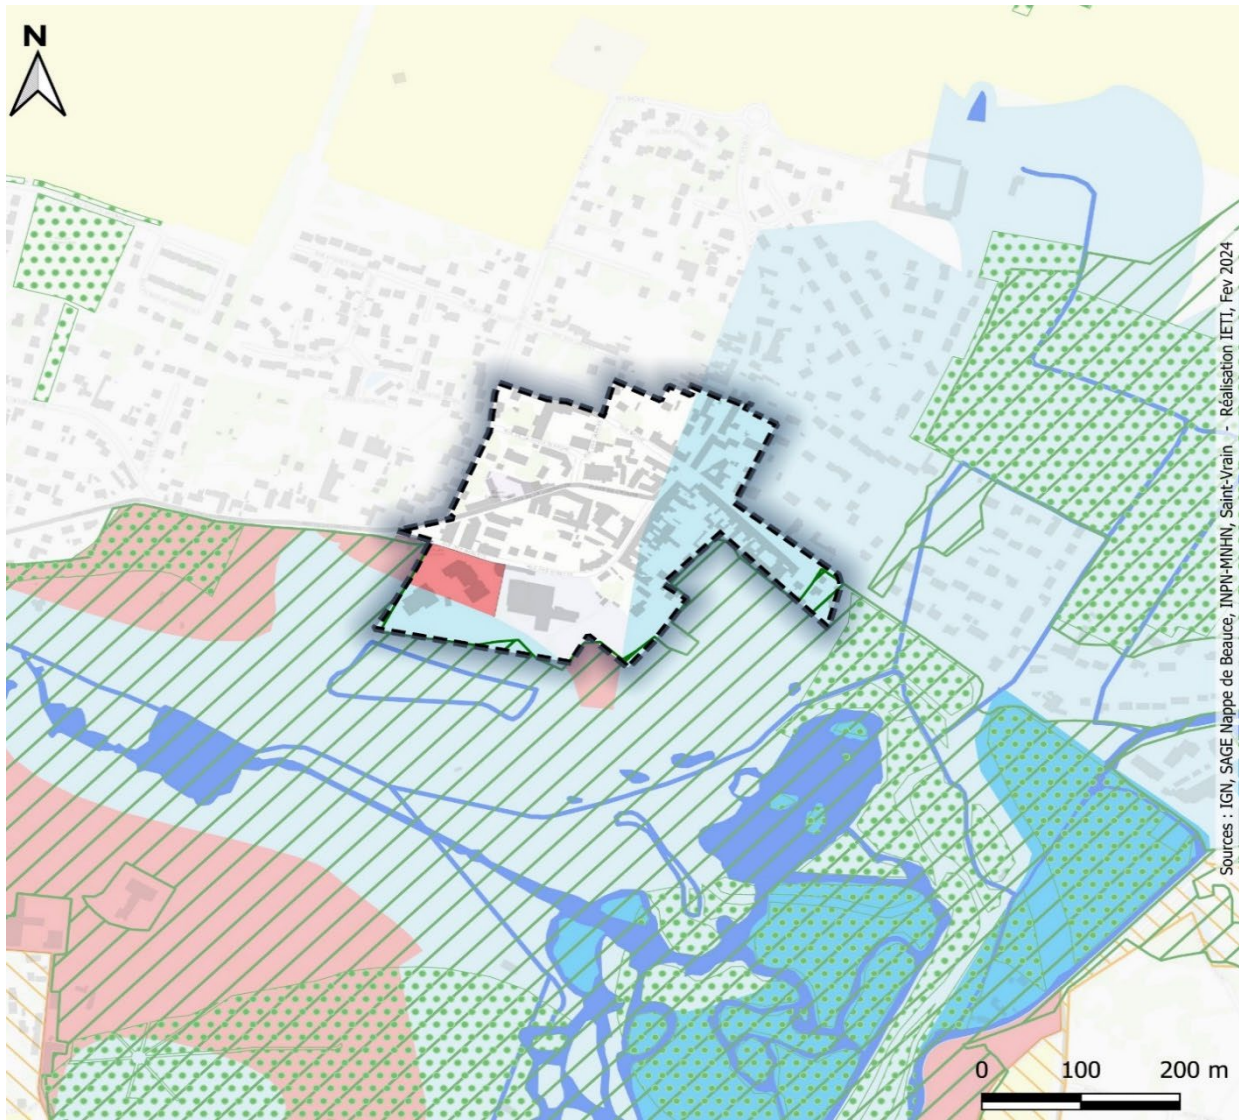 N
Sources : IGN, SAGE Nappe de Beauce, INPN-MNHN, Saint-Vrain - Réalisation IETI, Fev 2024
0 100 200 m